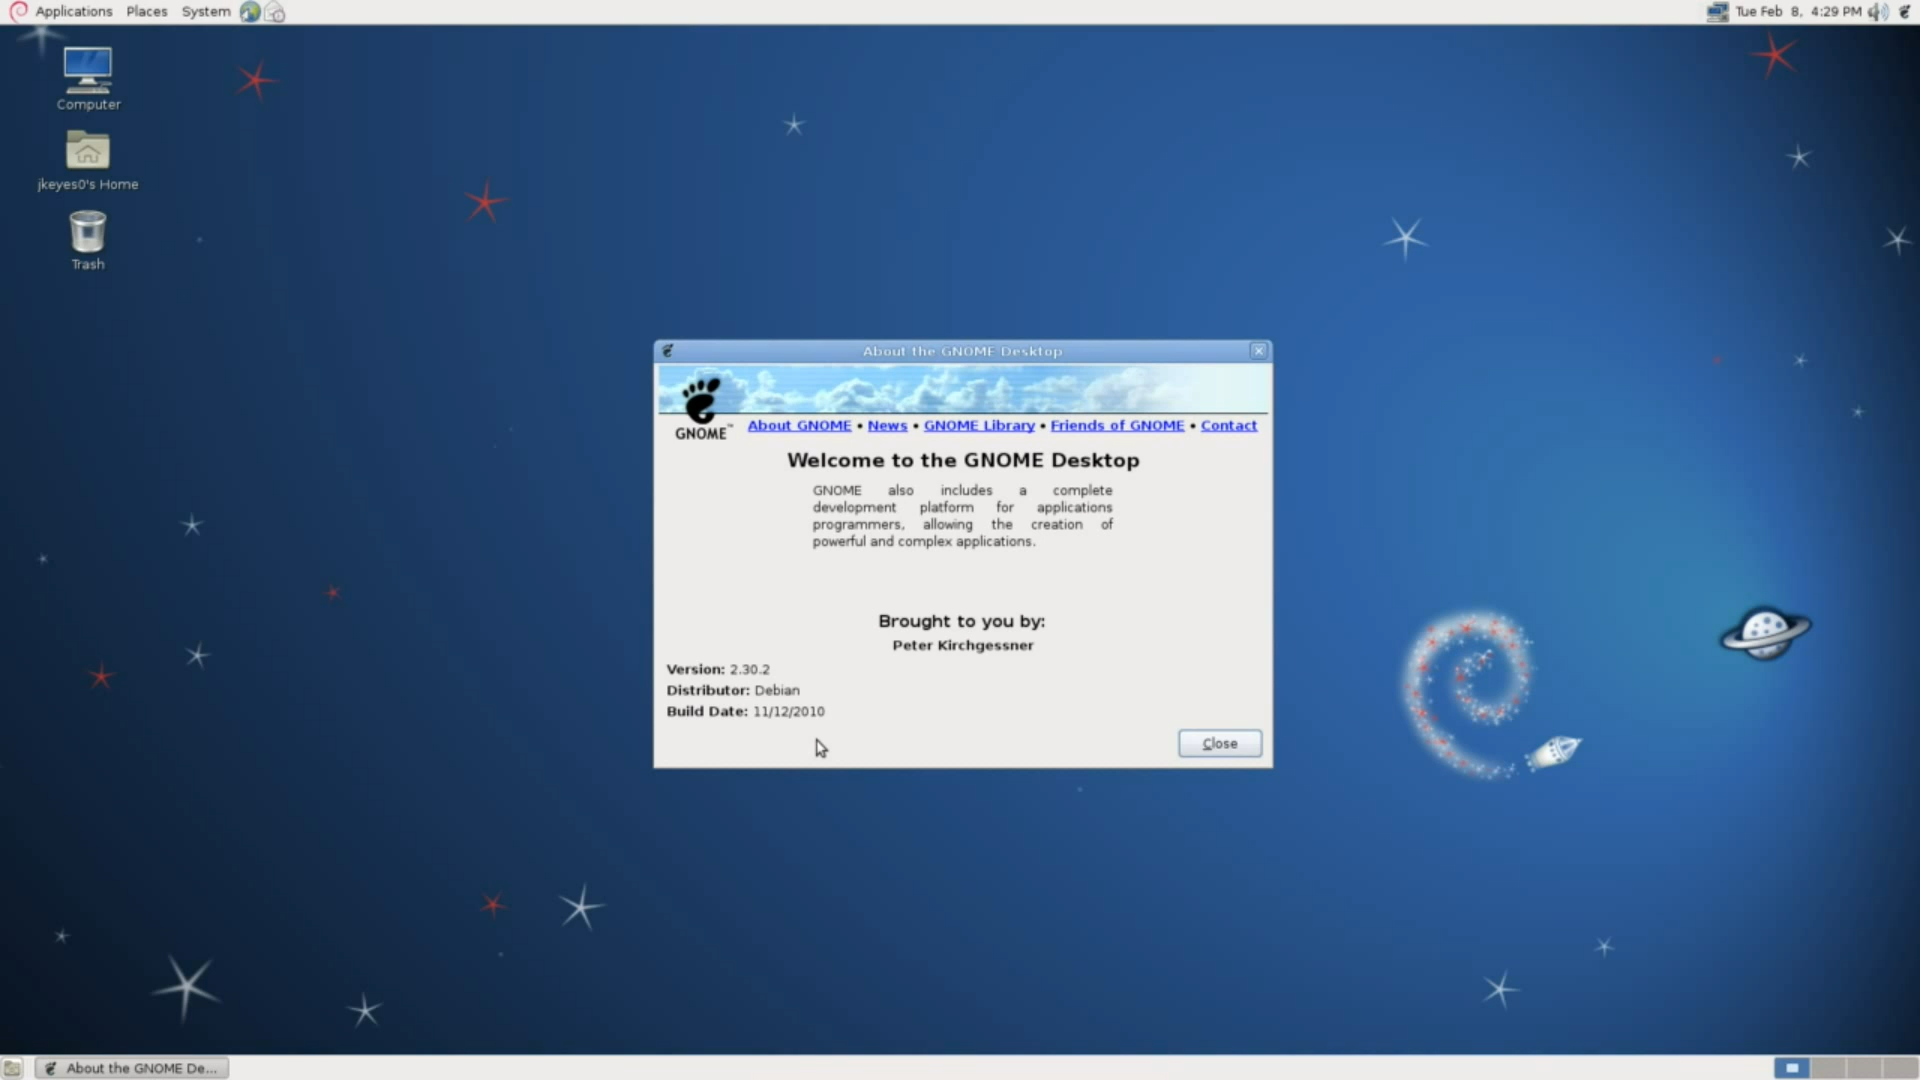 Applications Places System
Tue Feb 8, 4:29 PM
Computer
jkeyes0's Home
Trash
About the GNOME Desktop
GNOME™
About GNOME • News • GNOME Library • Friends of GNOME • Contact
Welcome to the GNOME Desktop
GNOME also includes a complete
development platform for applications
programmers, allowing the creation of
powerful and complex applications.
Brought to you by:
Peter Kirchgessner
Version: 2.30.2
Distributor: Debian
Build Date: 11/12/2010
Close
About the GNOME De...